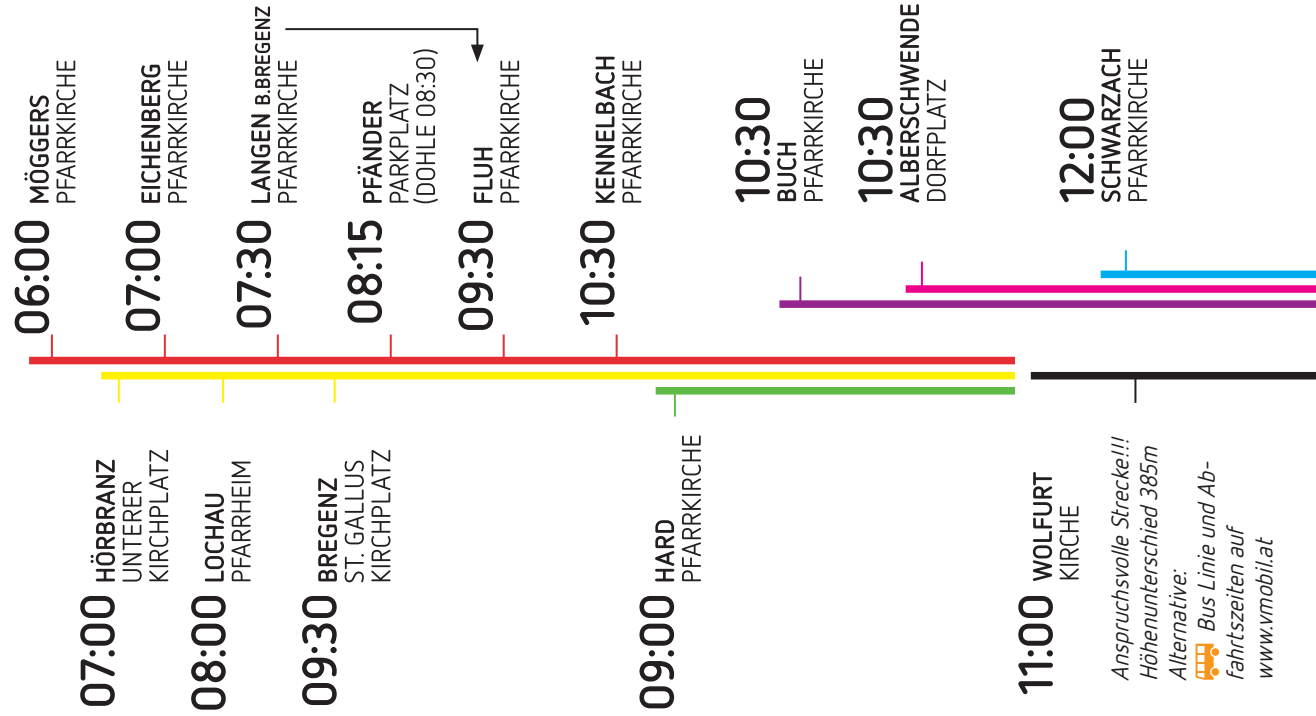 06:00 MÖGGERS
PFARRKIRCHE
07:00 EICHENBERG
PFARRKIRCHE
07:30 LANGEN B.BREGENZ
PFARRKIRCHE
08:15 PFÄNDER
PARKPLATZ
(DOHLE 08:30)
09:30 FLUH
PFARRKIRCHE
10:30 KENNELBACH
PFARRKIRCHE
10:30
BUCH
PFARRKIRCHE
10:30
ALBERSCHWENDE
DORFPLATZ
12:00
SCHWARZACH
PFARRKIRCHE
07:00 HÖRBRANZ
UNTERER
KIRCHPLATZ
08:00 LOCHAU
PFARRHEIM
09:30 BREGENZ
ST. GALLUS
KIRCHPLATZ
09:00 HARD
PFARRKIRCHE
11:00 WOLFURT
KIRCHE
Anspruchsvolle Strecke!!!
Höhenunterschied 385m
Alternative:
Bus Linie und Ab-
fahrtszeiten auf
www.vmobil.at